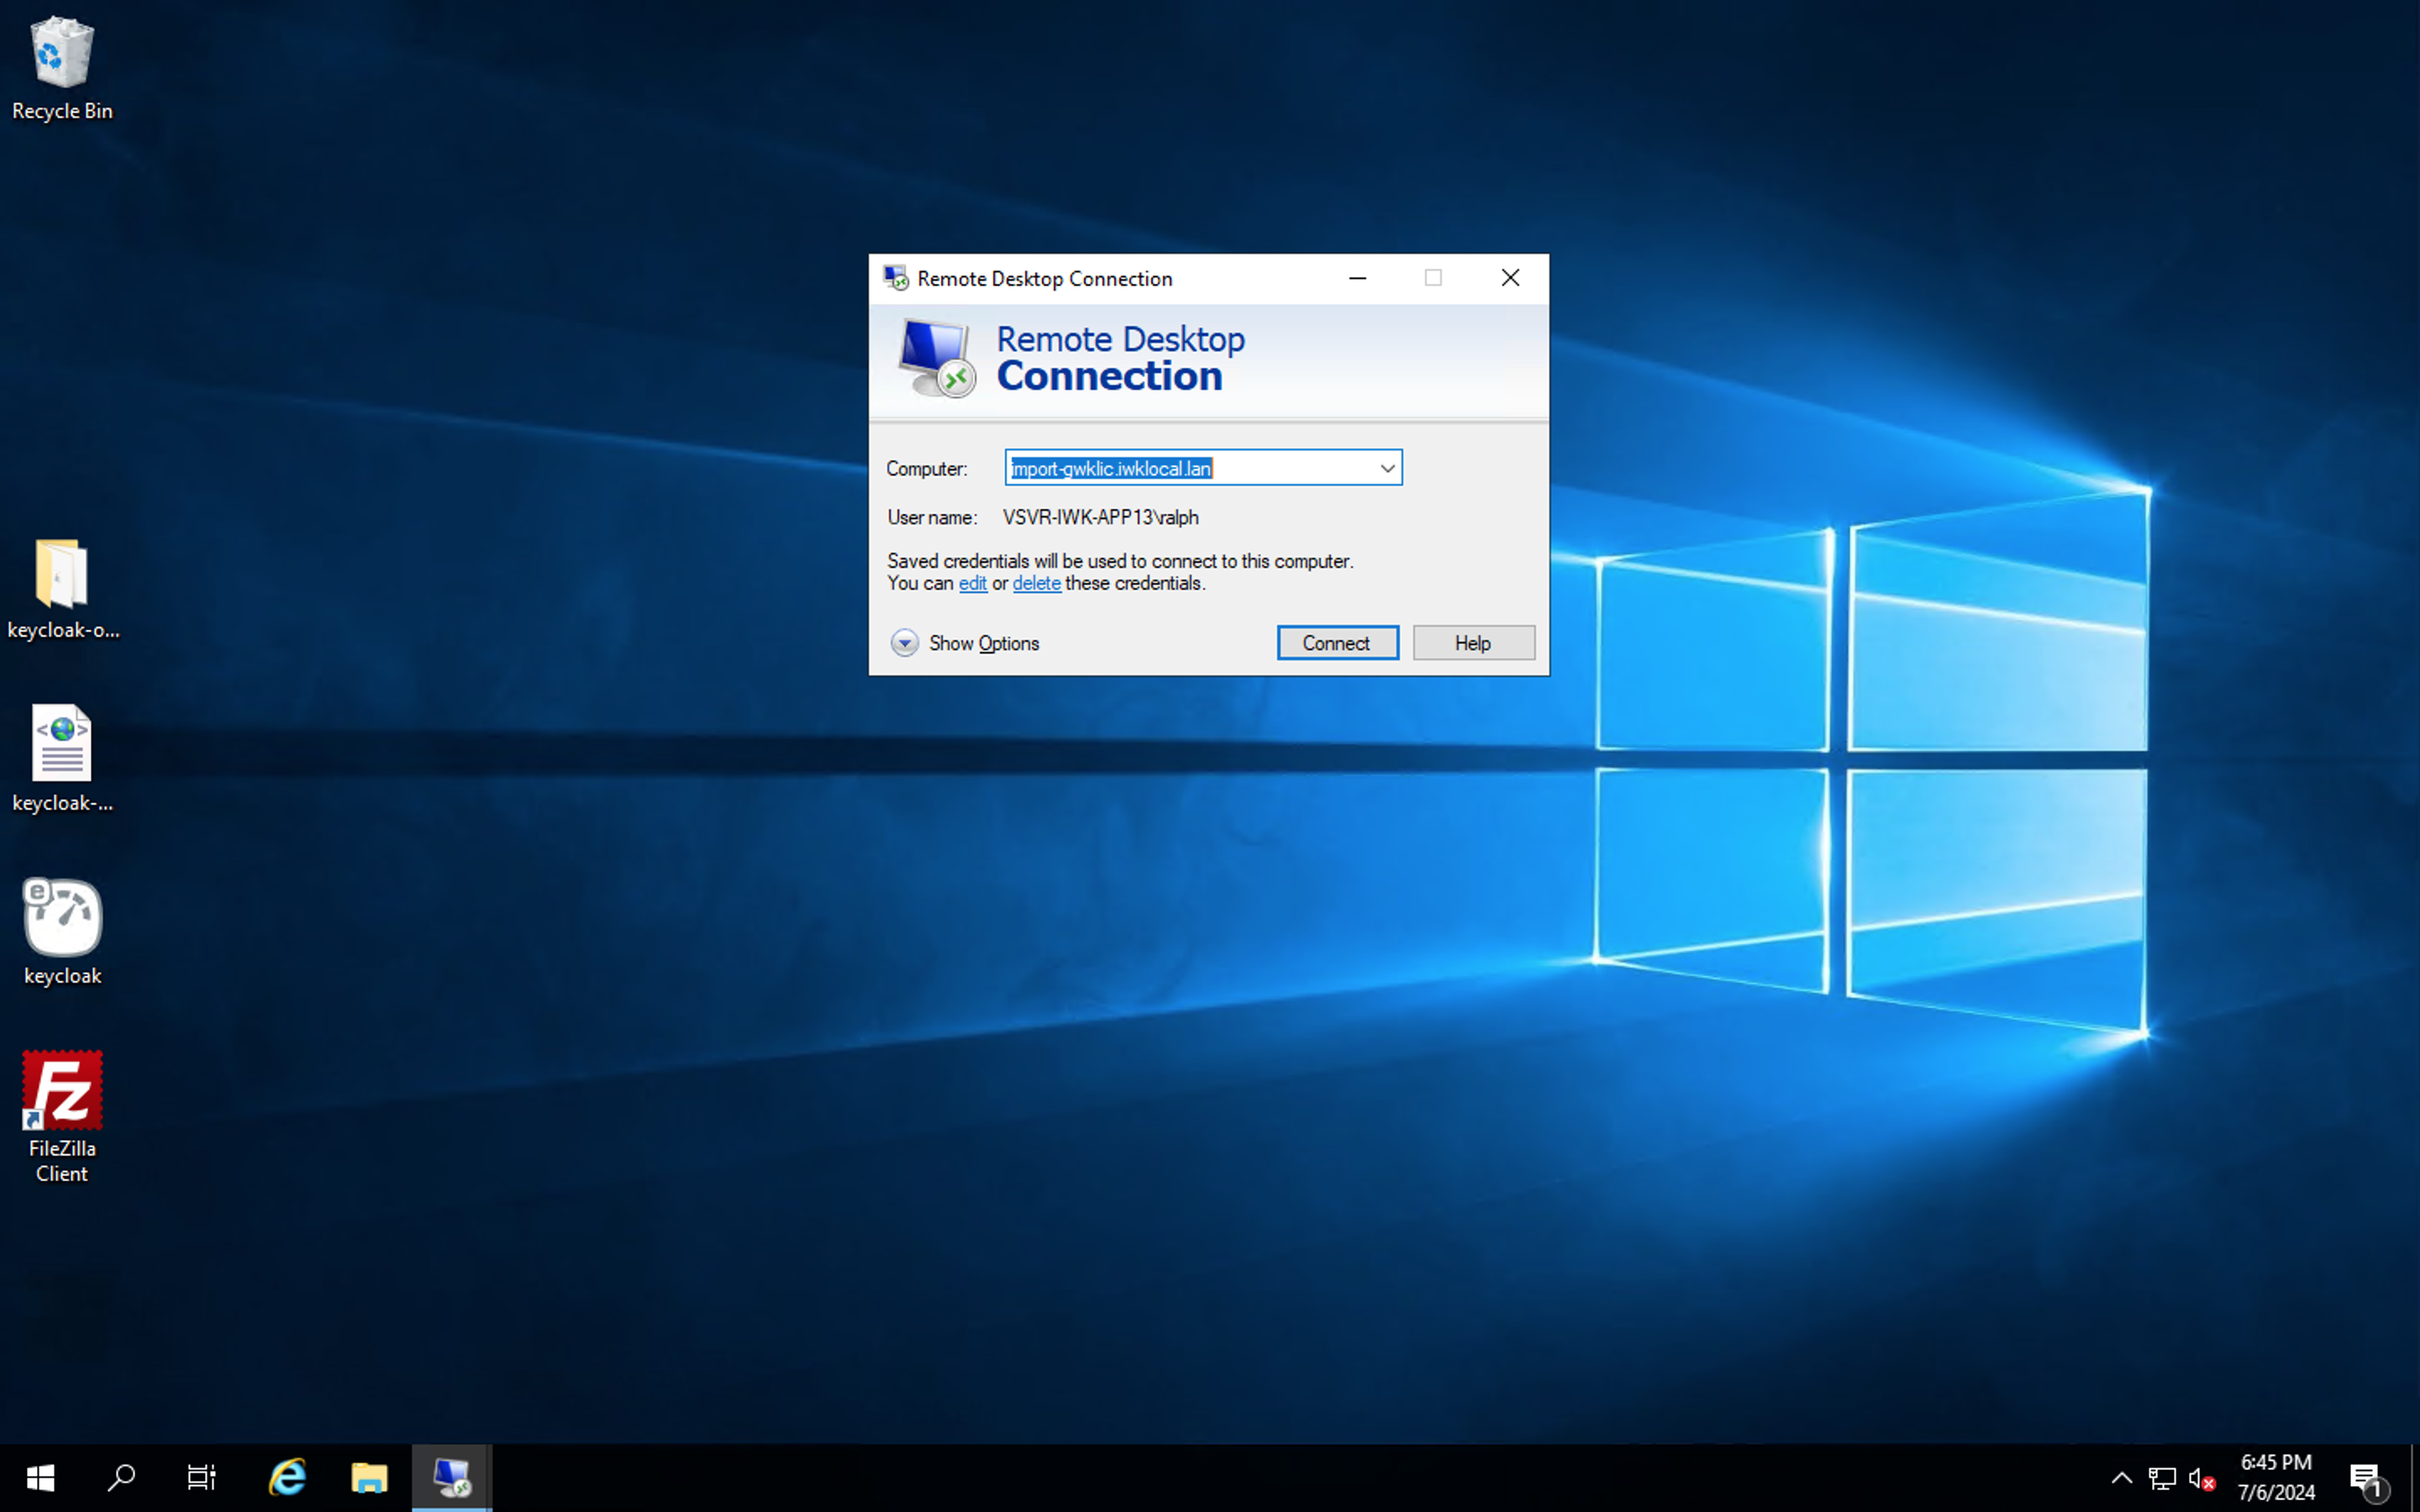 Recycle Bin
keycloak-o...
keycloak-...
e
keycloak
Fz
FileZilla
Client
Remote Desktop Connection
Remote Desktop
Connection
Computer:
import-gwklic.iwklocal.lan
User name:
VSVR-IWK-APP13\ralph
Saved credentials will be used to connect to this computer.
You can edit or delete these credentials.
Show Options
Connect
Help
6:45 PM
7/6/2024
1